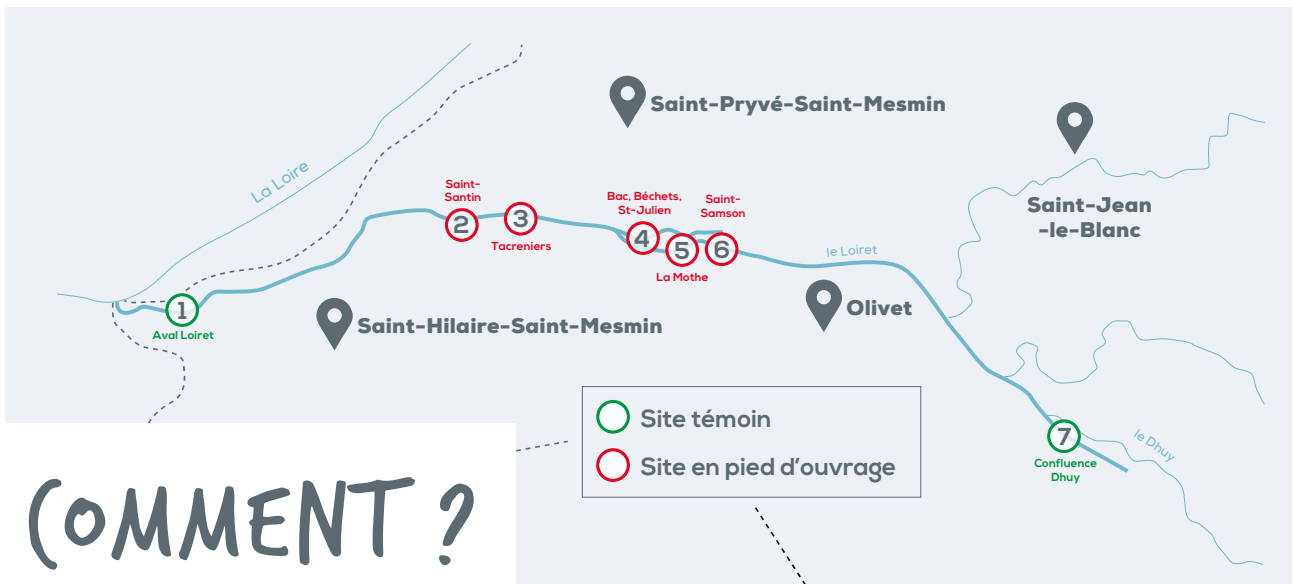 Saint-Pryvé-Saint-Mesmin
La Loire
Saint-
Santin
2
3
Tacreniers
Bac, Béchets,
St-Julien
4
5
La Mothe
Saint-
Samson
6
Saint-Jean
-le-Blanc
le Loiret
1
Aval Loiret
Saint-Hilaire-Saint-Mesmin
Olivet
Site témoin
Site en pied d'ouvrage
7
Confluence
Dhuy
le Dhuy
COMMENT ?